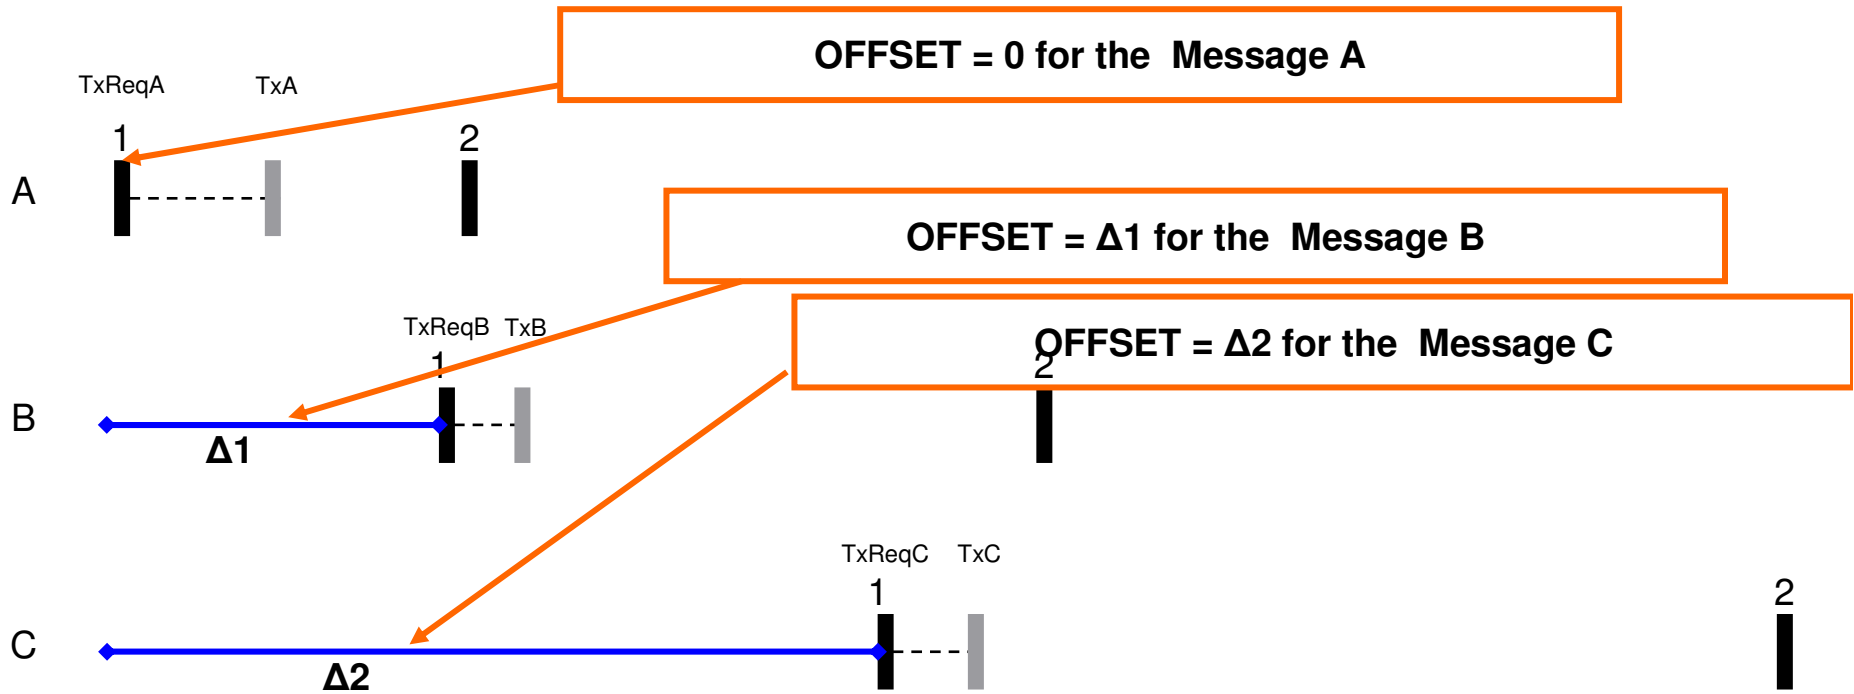 OFFSET = 0 for the  Message A
TxReqA TxA
1 2
A
OFFSET = Δ1 for the  Message B
TxReqB TxB
OFFSET = Δ2 for the  Message C
1 2
B
Δ1
TxReqC TxC
1 2
C
Δ2